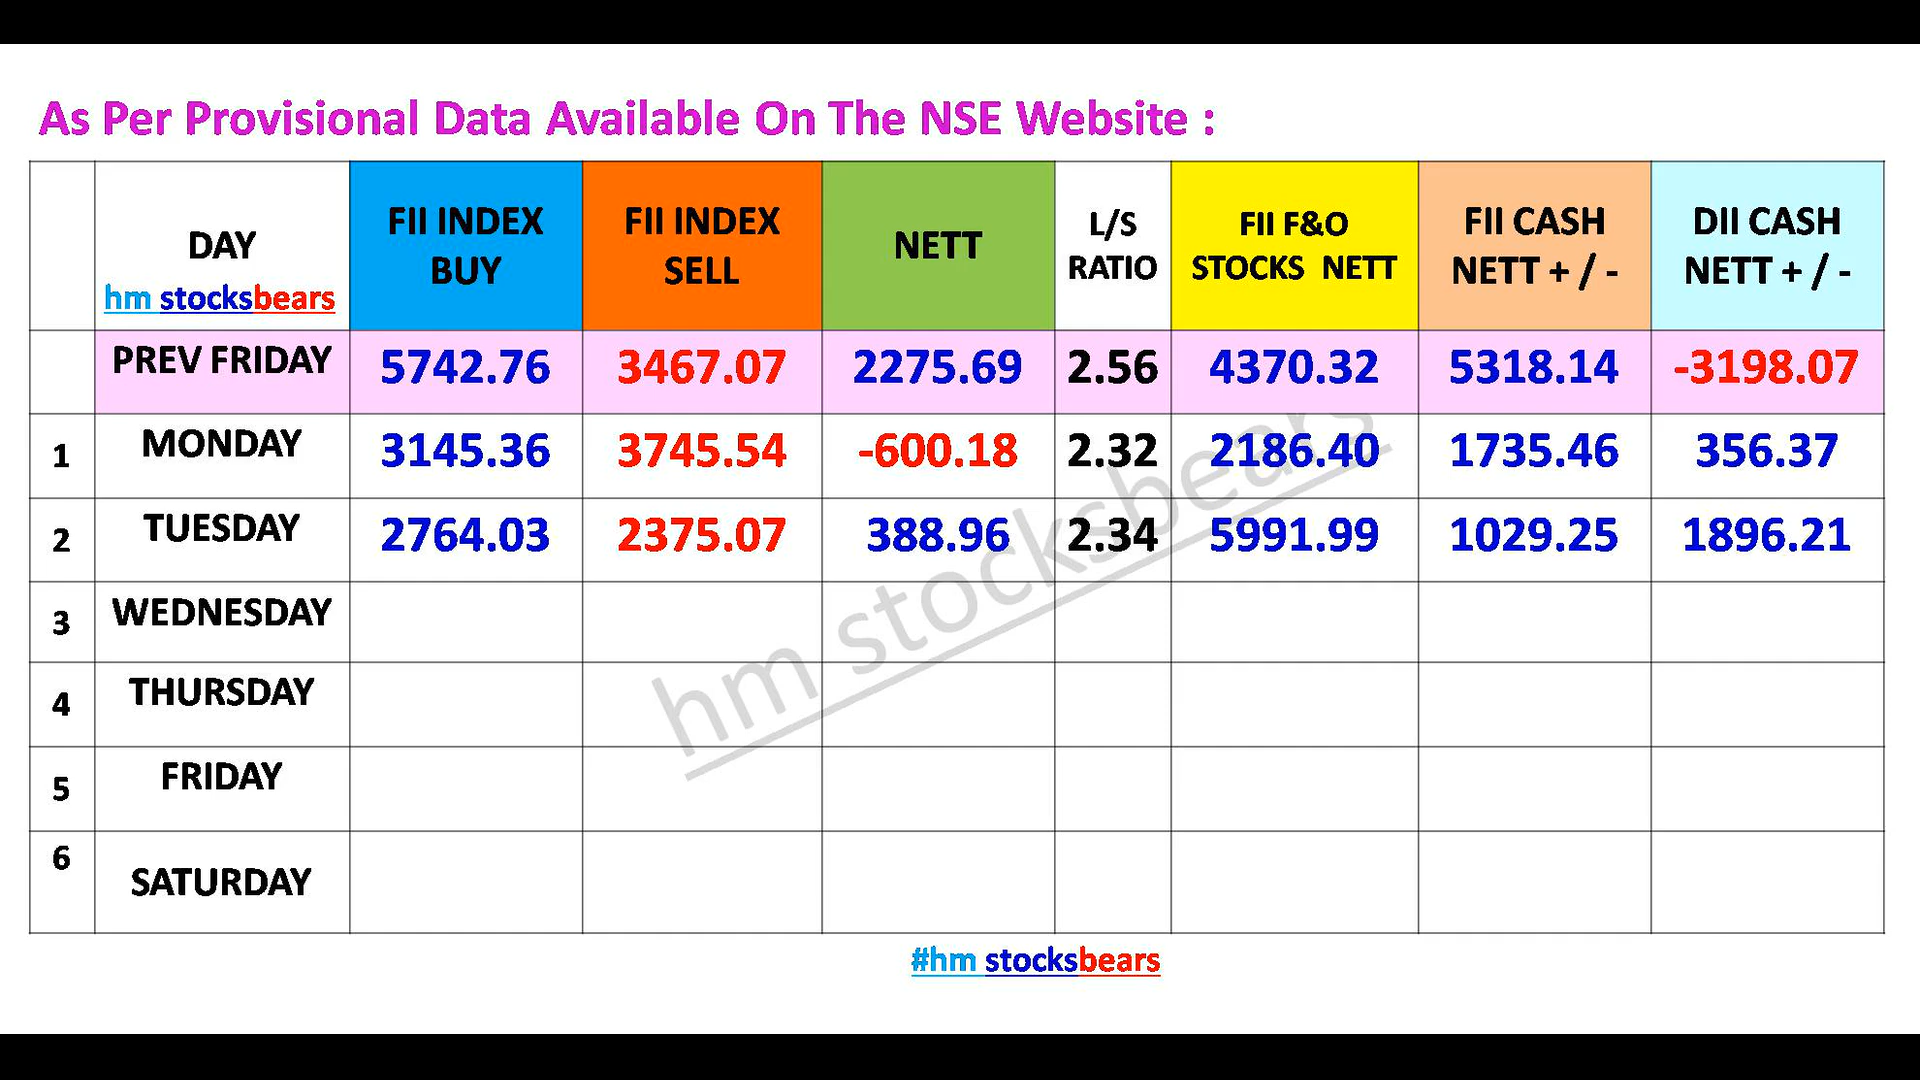 As Per Provisional Data Available On The NSE Website :
DAY
hm stocksbears
FII INDEX
BUY
FII INDEX
SELL
NETT
L/S
RATIO
FII F&O
STOCKS NETT
FII CASH
NETT + / -
DII CASH
NETT + / -
PREV FRIDAY 5742.76 3467.07 2275.69 2.56 4370.32 5318.14 -3198.07
1 MONDAY 3145.36 3745.54 -600.18 2.32 2186.40 1735.46 356.37
2 TUESDAY 2764.03 2375.07 388.96 2.34 5991.99 1029.25 1896.21
3 WEDNESDAY
4 THURSDAY
5 FRIDAY
6 SATURDAY
hm stocksbears
#hm stocksbears